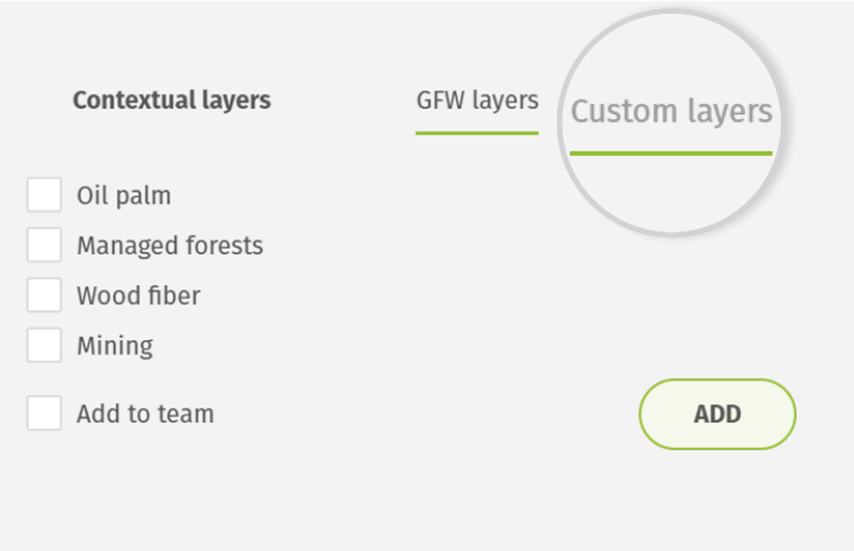 Contextual layers
GFW layers
Custom layers
Oil palm
Managed forests
Wood fiber
Mining
Add to team
ADD